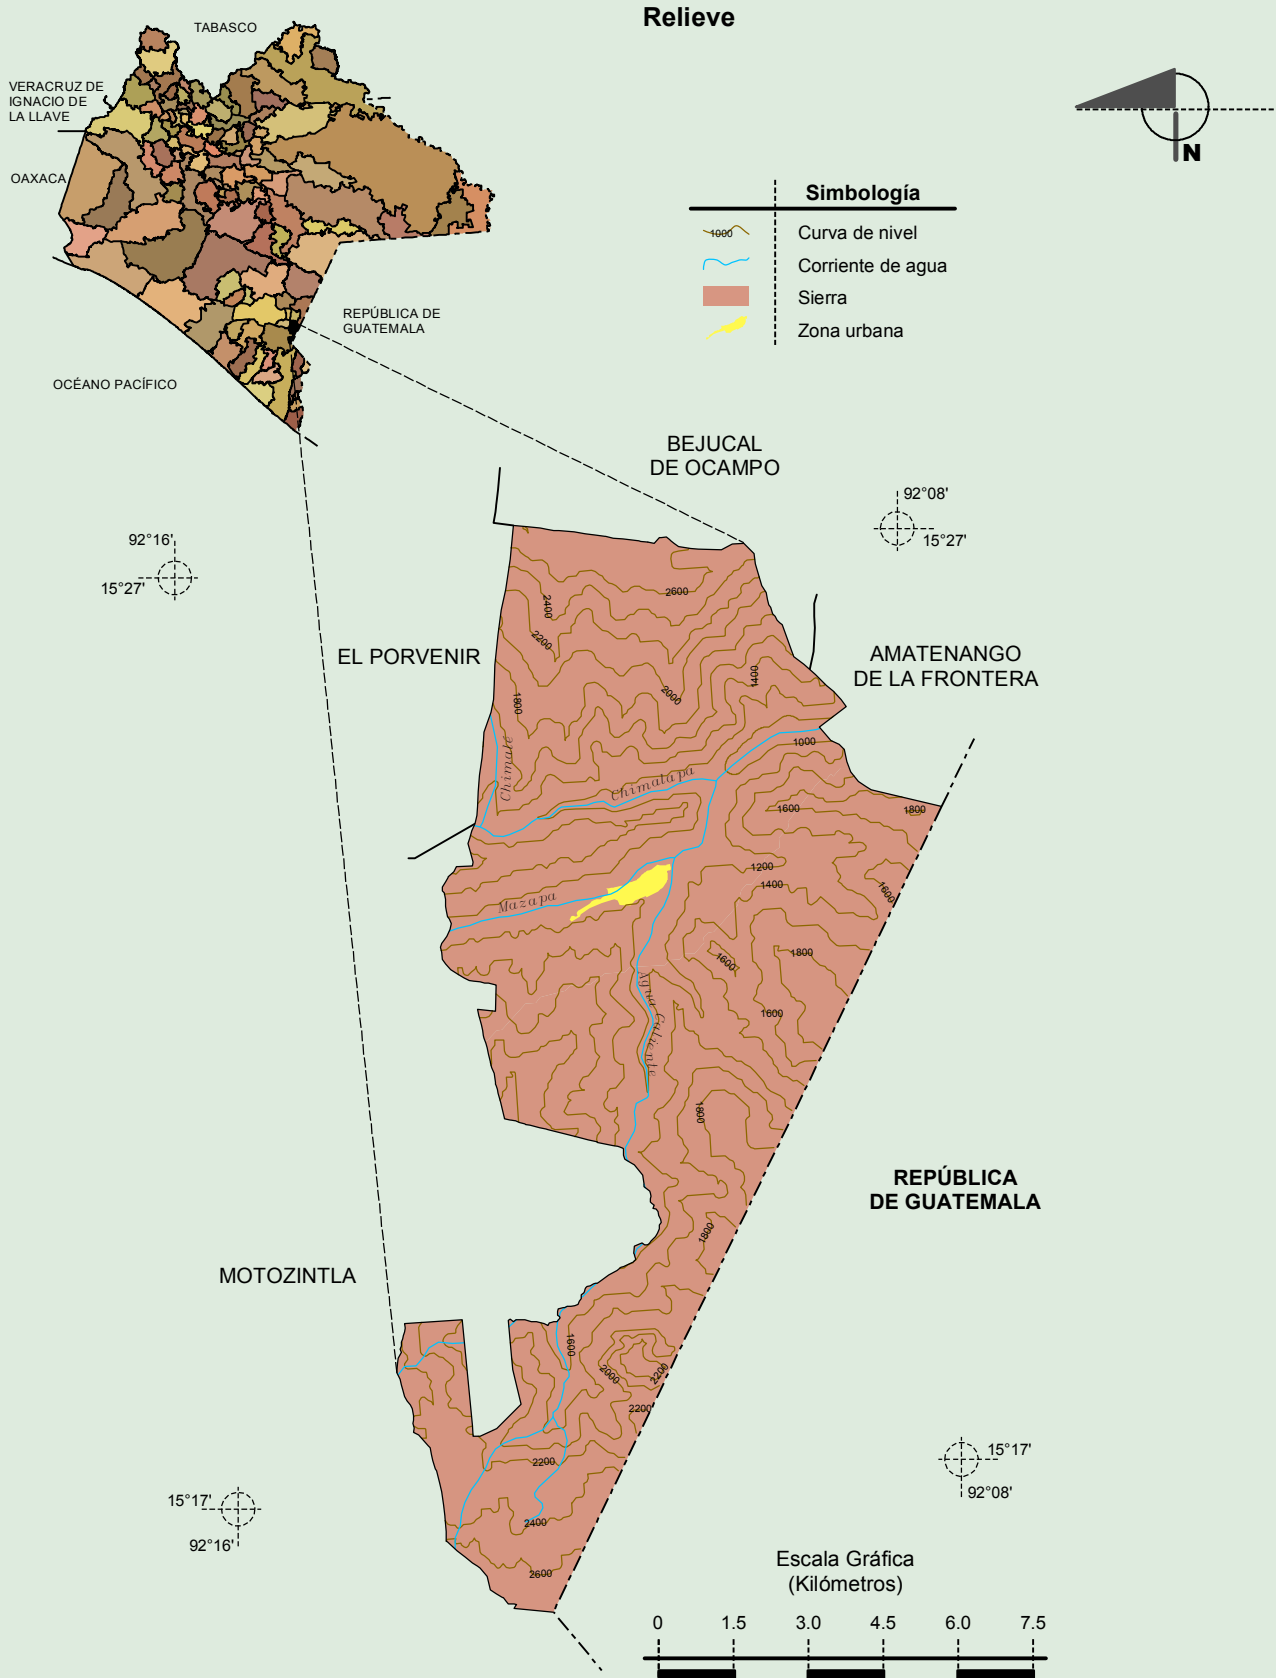 Relieve
TABASCO
VERACRUZ DE
IGNACIO DE
LA LLAVE
OAXACA
REPÚBLICA DE
GUATEMALA
OCÉANO PACÍFICO
N
Simbología
1000
Curva de nivel
Corriente de agua
Sierra
Zona urbana
BEJUCAL
DE OCAMPO
92°08'
15°27'
92°16'
15°27'
EL PORVENIR
AMATENANGO
DE LA FRONTERA
2600
2400
2200
2000
1400
1800
1000
Chimalé
Chimalapa
1600
1800
1200
1400
1600
Mazapa
1800
1600
Agua Caliente
1600
1800
REPÚBLICA
DE GUATEMALA
1800
MOTOZINTLA
1600
2000
2200
2200
2200
2400
2600
15°17'
92°08'
15°17'
92°16'
Escala Gráfica
(Kilómetros)
0 1.5 3.0 4.5 6.0 7.5